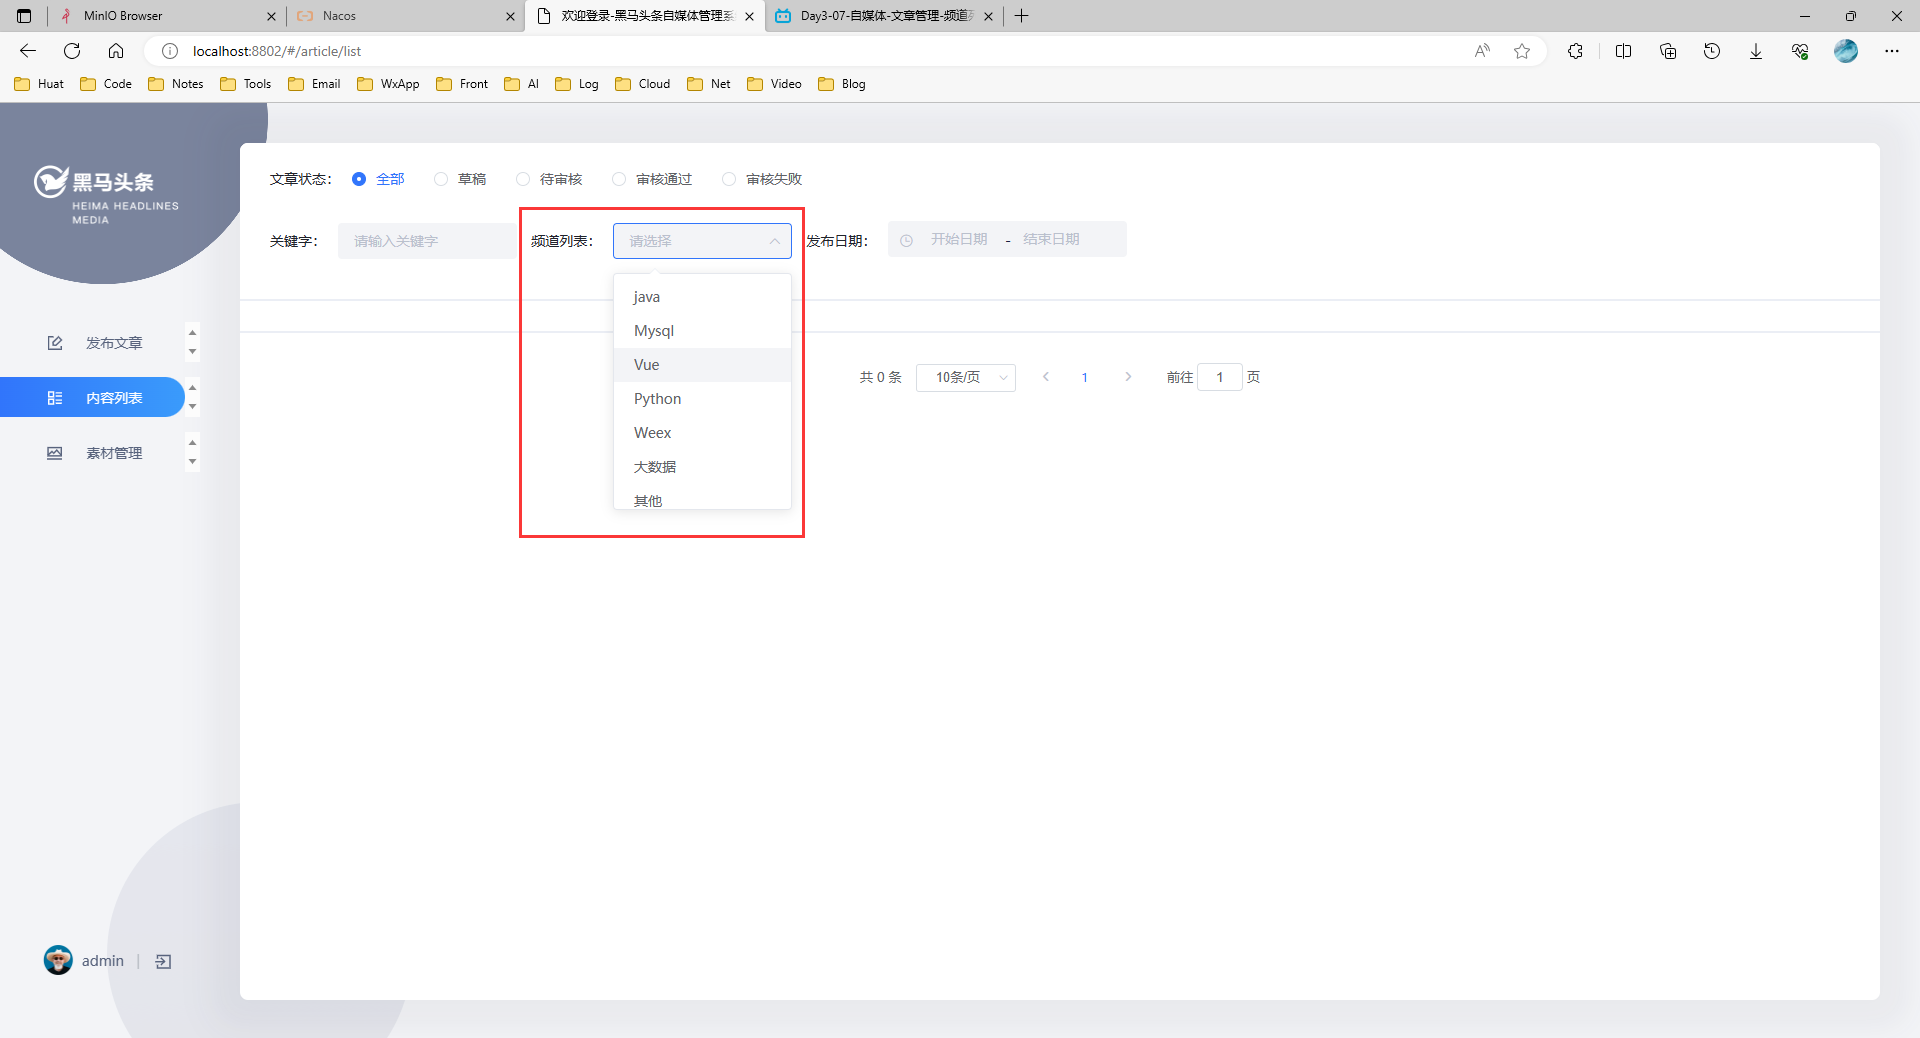 MinIO Browser
Nacos
欢迎登录-黑马头条自媒体管理系
Day3-07-自媒体-文章管理-频道
localhost:8802/#/article/list
Huat Code Notes Tools Email WxApp Front AI Log Cloud Net Video Blog
黑马头条
HEIMA HEADLINES
MEDIA
文章状态： 全部 草稿 待审核 审核通过 审核失败
关键字： 请输入关键字 频道列表： 请选择 发布日期： 开始日期 - 结束日期
java
Mysql
Vue
Python
Weex
大数据
其他
发布文章
内容列表
素材管理
共 0 条 10条/页 1 前往 1 页
admin